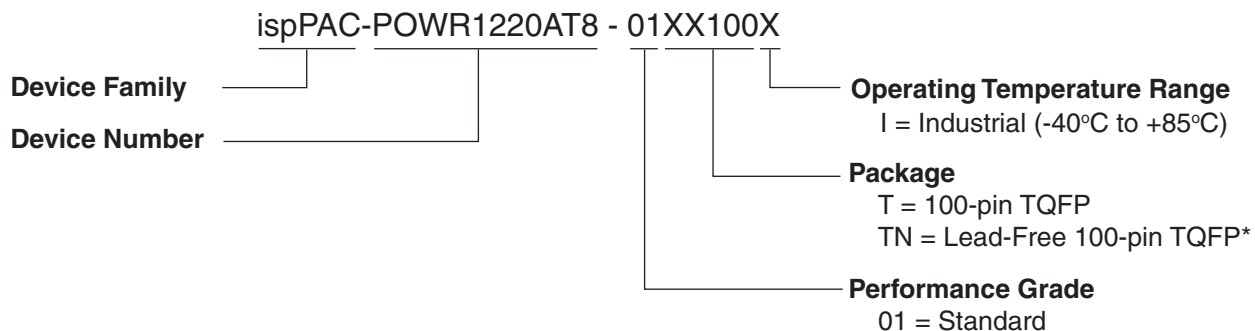 ispPAC-POWR1220AT8 - 01XX100X
Device Family
Device Number
Operating Temperature Range
I = Industrial (-40°C to +85°C)
Package
T = 100-pin TQFP
TN = Lead-Free 100-pin TQFP*
Performance Grade
01 = Standard